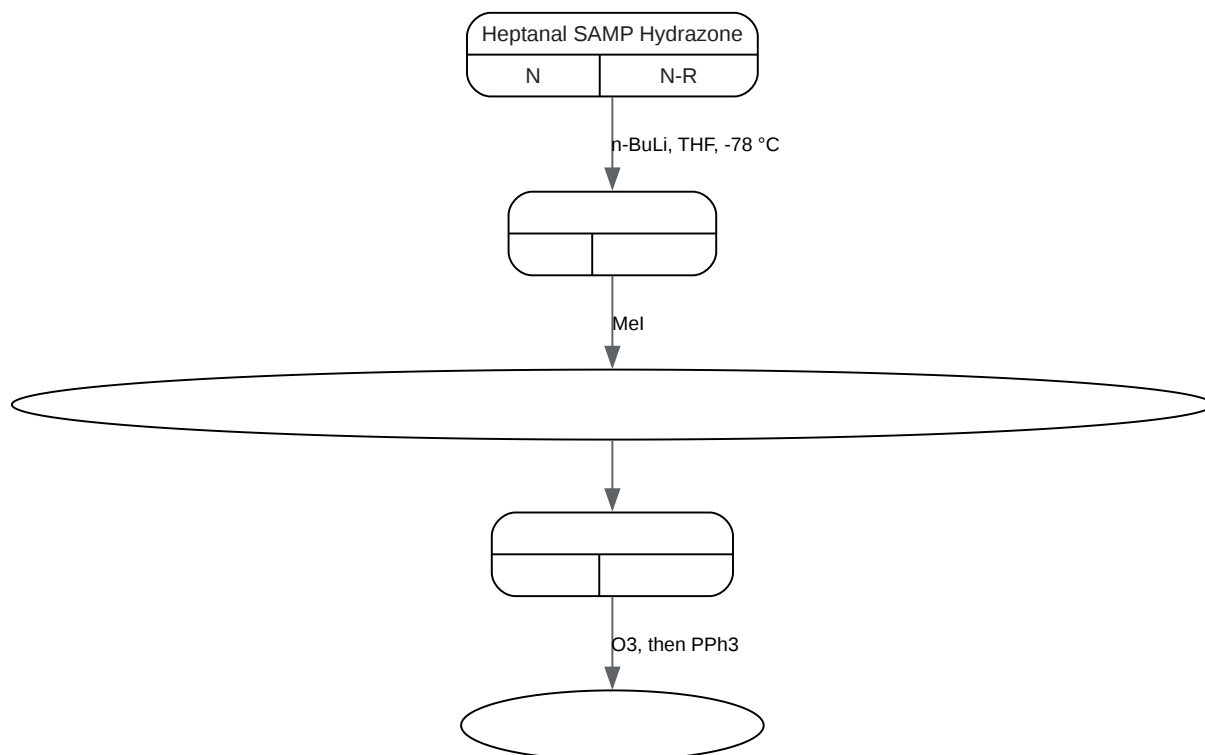 Heptanal SAMP Hydrazone
N
N-R
n-BuLi, THF, -78 °C
MeI
O3, then PPh3